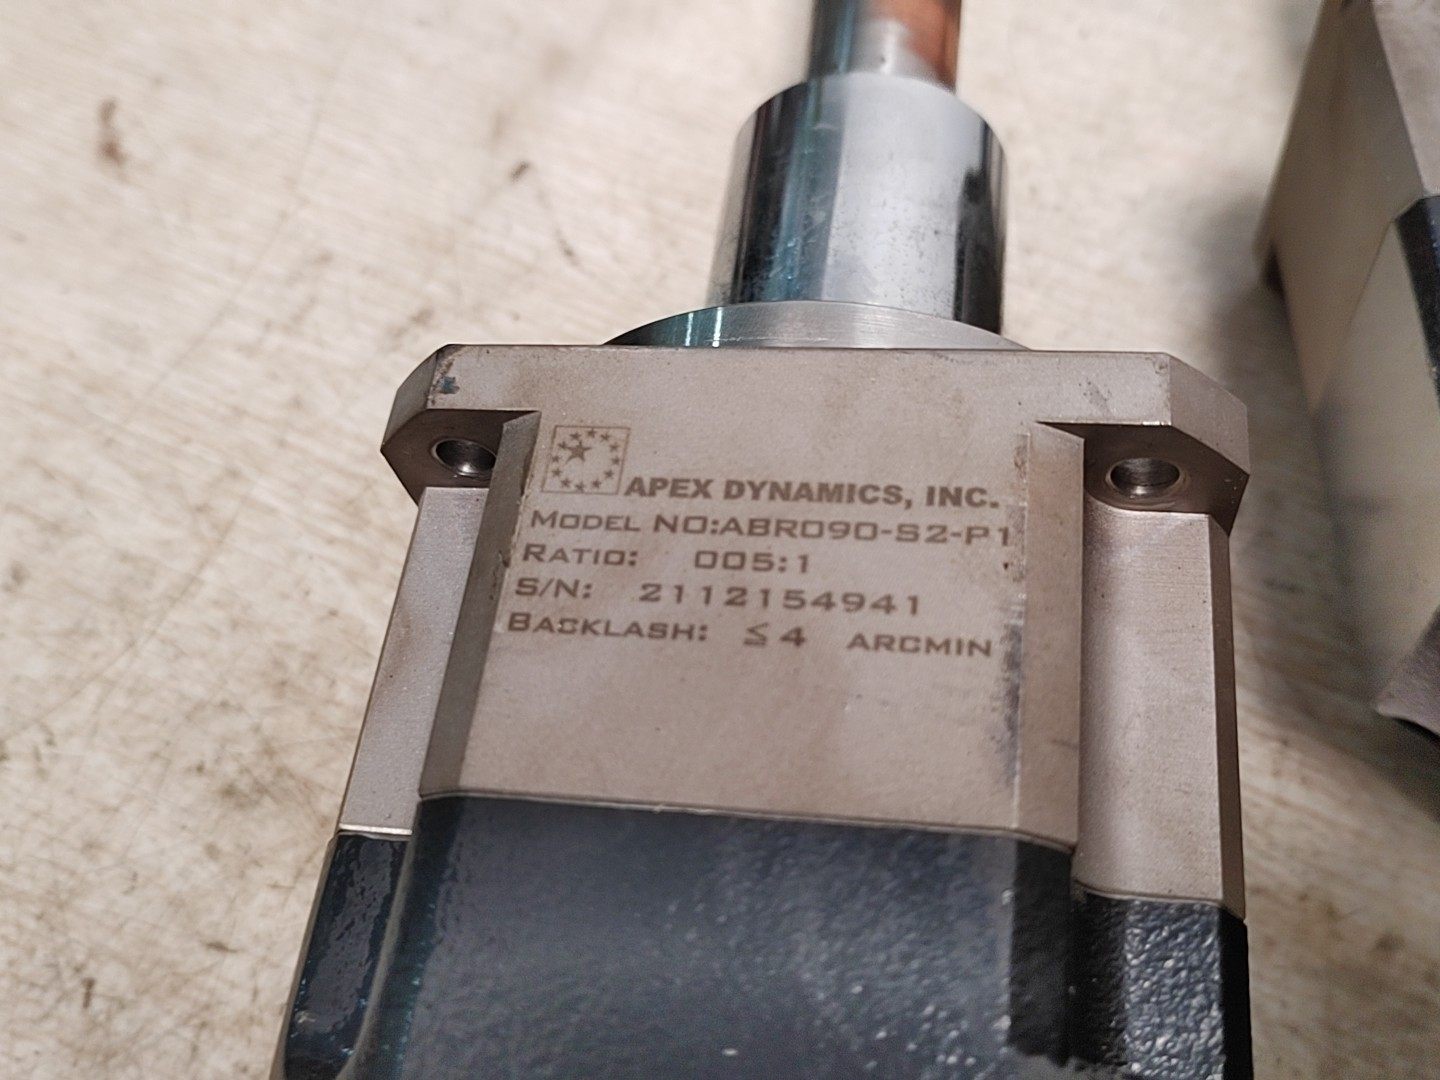 APEX DYNAMICS, INC.
MODEL NO:ABR090-S2-P1
RATIO: 005:1
S/N: 2112154941
BACKLASH: ≦4 ARCMIN